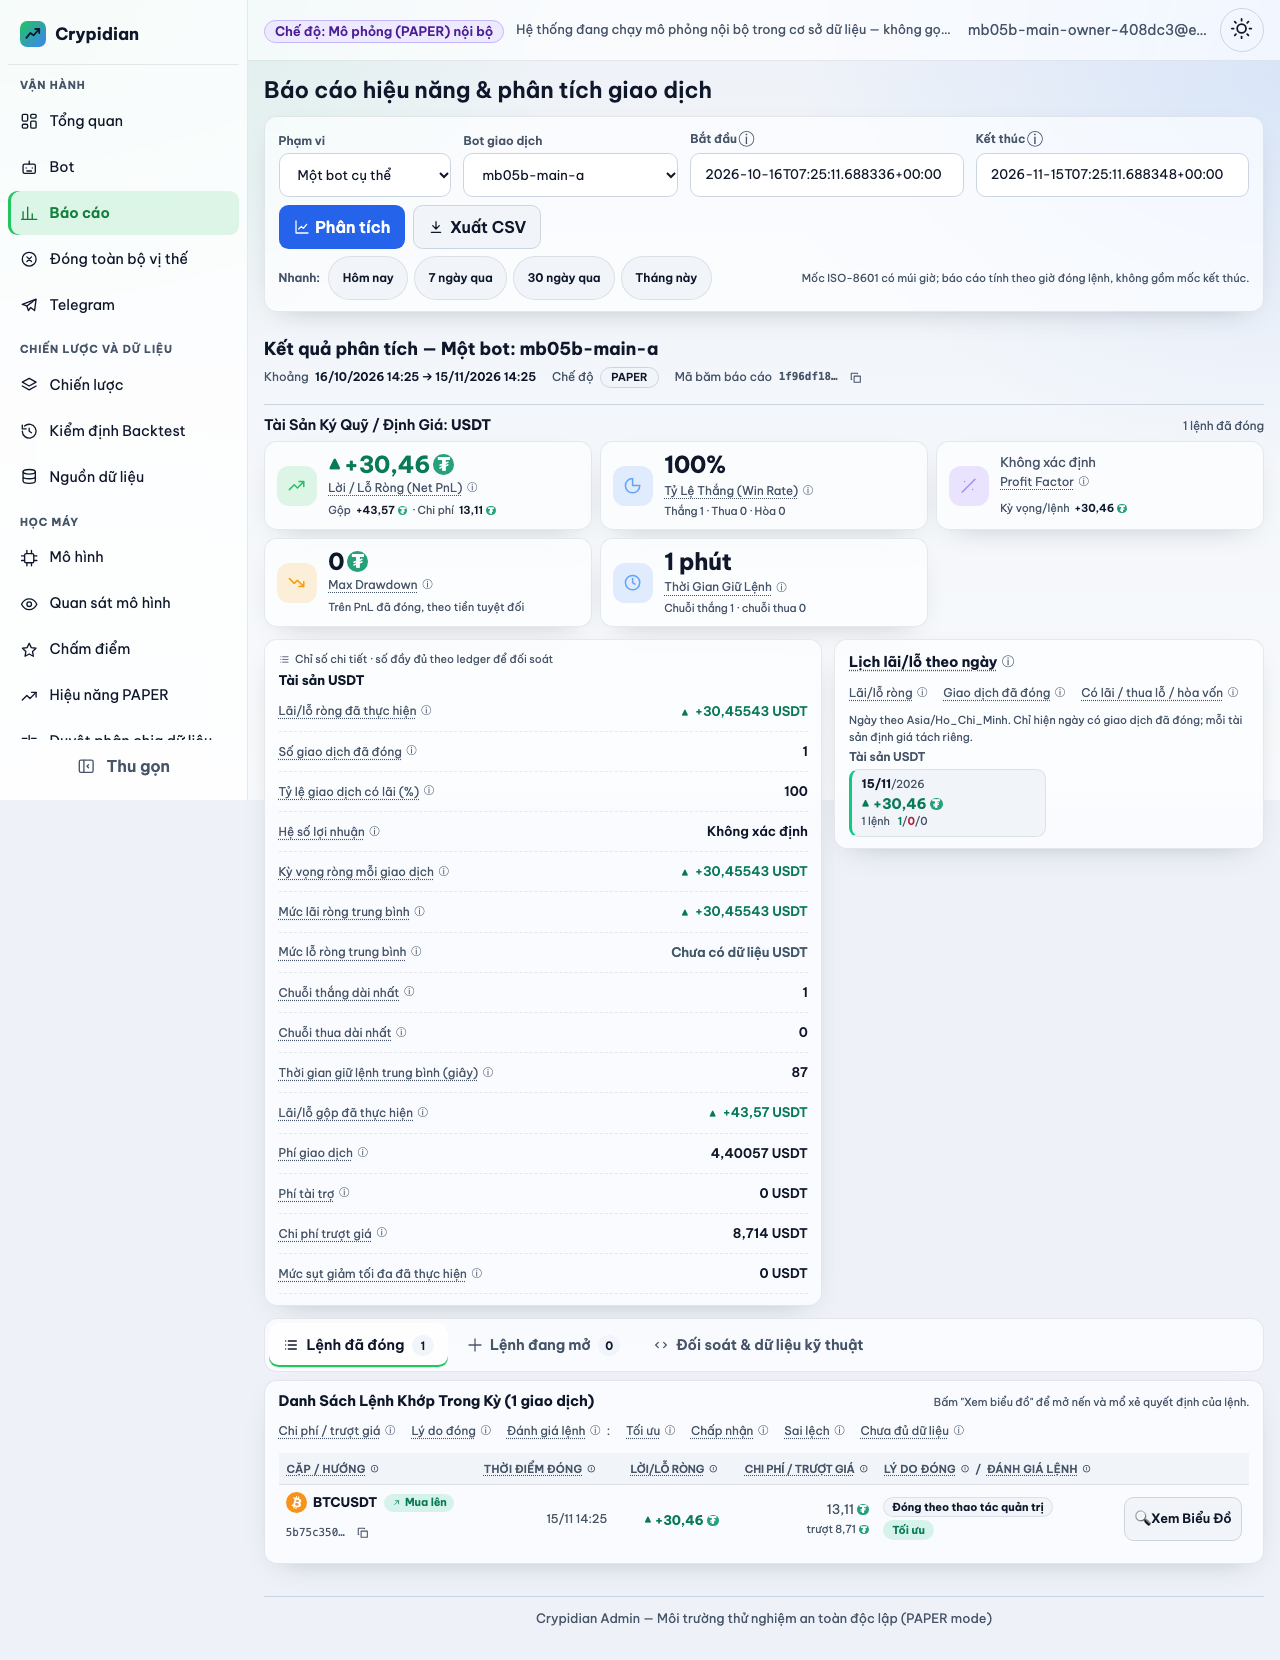 Crypidian
VẬN HÀNH
Tổng quan
Bot
Báo cáo
Đóng toàn bộ vị thế
Telegram
CHIẾN LƯỢC VÀ DỮ LIỆU
Chiến lược
Kiểm định Backtest
Nguồn dữ liệu
HỌC MÁY
Mô hình
Quan sát mô hình
Chấm điểm
Hiệu năng PAPER
Duyệt phân chia dữ liệu
Thu gọn
Chế độ: Mô phỏng (PAPER) nội bộ
Hệ thống đang chạy mô phỏng nội bộ trong cơ sở dữ liệu — không gọ...
mb05b-main-owner-408dc3@e...
Báo cáo hiệu năng & phân tích giao dịch
Phạm vi
Bot giao dịch
Bắt đầu
Kết thúc
Một bot cụ thể
mb05b-main-a
2026-10-16T07:25:11.688336+00:00
2026-11-15T07:25:11.688348+00:00
Phân tích
Xuất CSV
Nhanh:
Hôm nay
7 ngày qua
30 ngày qua
Tháng này
Mốc ISO-8601 có múi giờ; báo cáo tính theo giờ đóng lệnh, không gồm mốc kết thúc.
Kết quả phân tích — Một bot: mb05b-main-a
Khoảng 16/10/2026 14:25 → 15/11/2026 14:25 Chế độ PAPER Mã băm báo cáo 1f96df18…
Tài Sản Ký Quỹ / Định Giá: USDT
1 lệnh đã đóng
▲ +30,46
Lời / Lỗ Ròng (Net PnL)
Gộp +43,57 · Chi phí 13,11
100%
Tỷ Lệ Thắng (Win Rate)
Thắng 1 · Thua 0 · Hòa 0
Không xác định
Profit Factor
Kỳ vọng/lệnh +30,46
0
Max Drawdown
Trên PnL đã đóng, theo tiền tuyệt đối
1 phút
Thời Gian Giữ Lệnh
Chuỗi thắng 1 · chuỗi thua 0
Chỉ số chi tiết · số đầy đủ theo ledger để đối soát
Tài sản USDT
Lãi/lỗ ròng đã thực hiện ▲ +30,45543 USDT
Số giao dịch đã đóng 1
Tỷ lệ giao dịch có lãi (%) 100
Hệ số lợi nhuận Không xác định
Kỳ vọng ròng mỗi giao dịch ▲ +30,45543 USDT
Mức lãi ròng trung bình ▲ +30,45543 USDT
Mức lỗ ròng trung bình Chưa có dữ liệu USDT
Chuỗi thắng dài nhất 1
Chuỗi thua dài nhất 0
Thời gian giữ lệnh trung bình (giây) 87
Lãi/lỗ gộp đã thực hiện ▲ +43,57 USDT
Phí giao dịch 4,40057 USDT
Phí tài trợ 0 USDT
Chi phí trượt giá 8,714 USDT
Mức sụt giảm tối đa đã thực hiện 0 USDT
Lịch lãi/lỗ theo ngày
Lãi/lỗ ròng Giao dịch đã đóng Có lãi / thua lỗ / hòa vốn
Ngày theo Asia/Ho_Chi_Minh. Chỉ hiện ngày có giao dịch đã đóng; mỗi tài
sản định giá tách riêng.
Tài sản USDT
15/11/2026
▲ +30,46
1 lệnh 1/0/0
Lệnh đã đóng 1
Lệnh đang mở 0
Đối soát & dữ liệu kỹ thuật
Danh Sách Lệnh Khớp Trong Kỳ (1 giao dịch)
Bấm "Xem biểu đồ" để mở nến và mổ xẻ quyết định của lệnh.
Chi phí / trượt giá Lý do đóng Đánh giá lệnh : Tối ưu Chấp nhận Sai lệch Chưa đủ dữ liệu
CẶP / HƯỚNG THỜI ĐIỂM ĐÓNG LỜI/LỖ RÒNG CHI PHÍ / TRƯỢT GIÁ LÝ DO ĐÓNG / ĐÁNH GIÁ LỆNH
BTCUSDT Mua lên
5b75c350…
15/11 14:25
▲ +30,46
13,11
trượt 8,71
Đóng theo thao tác quản trị
Tối ưu
Xem Biểu Đồ
Crypidian Admin — Môi trường thử nghiệm an toàn độc lập (PAPER mode)